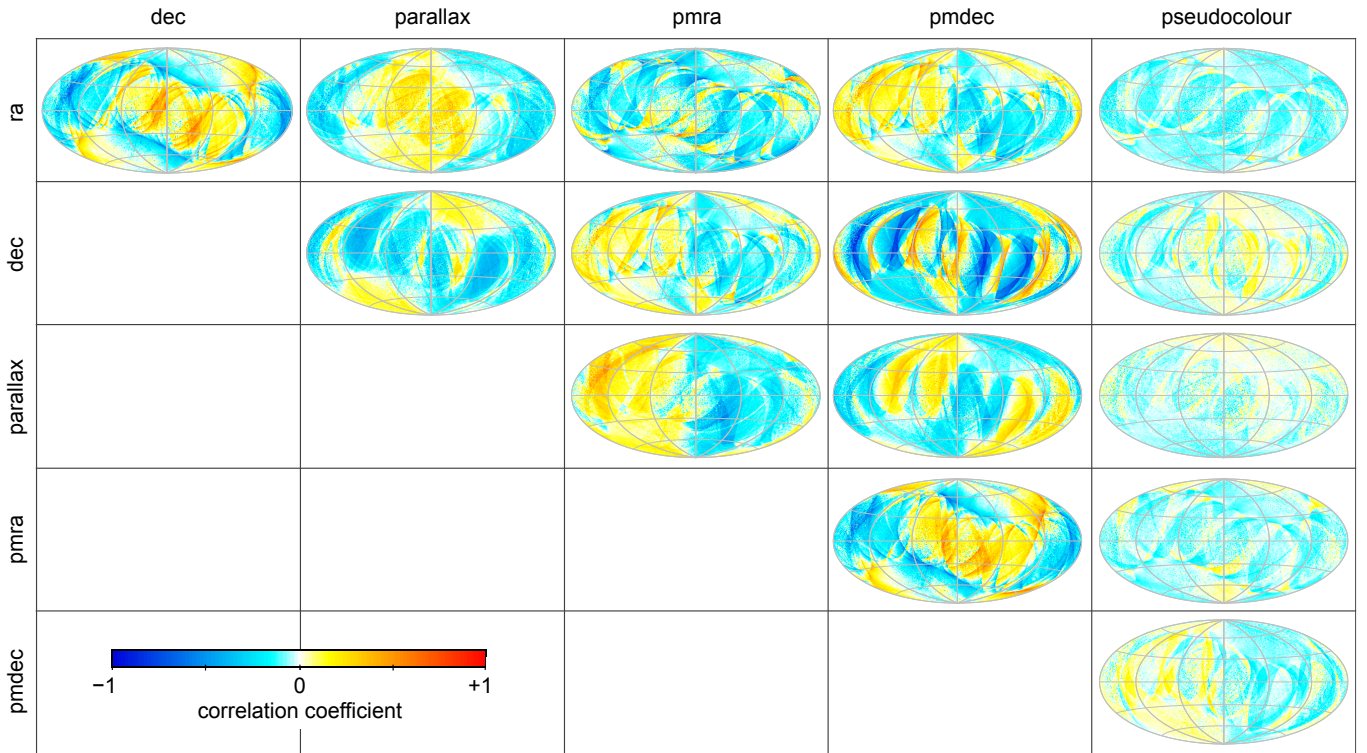 dec parallax pmra pmdec pseudocolour
ra
dec
parallax
pmra
pmdec
−1 0 +1
correlation coefficient